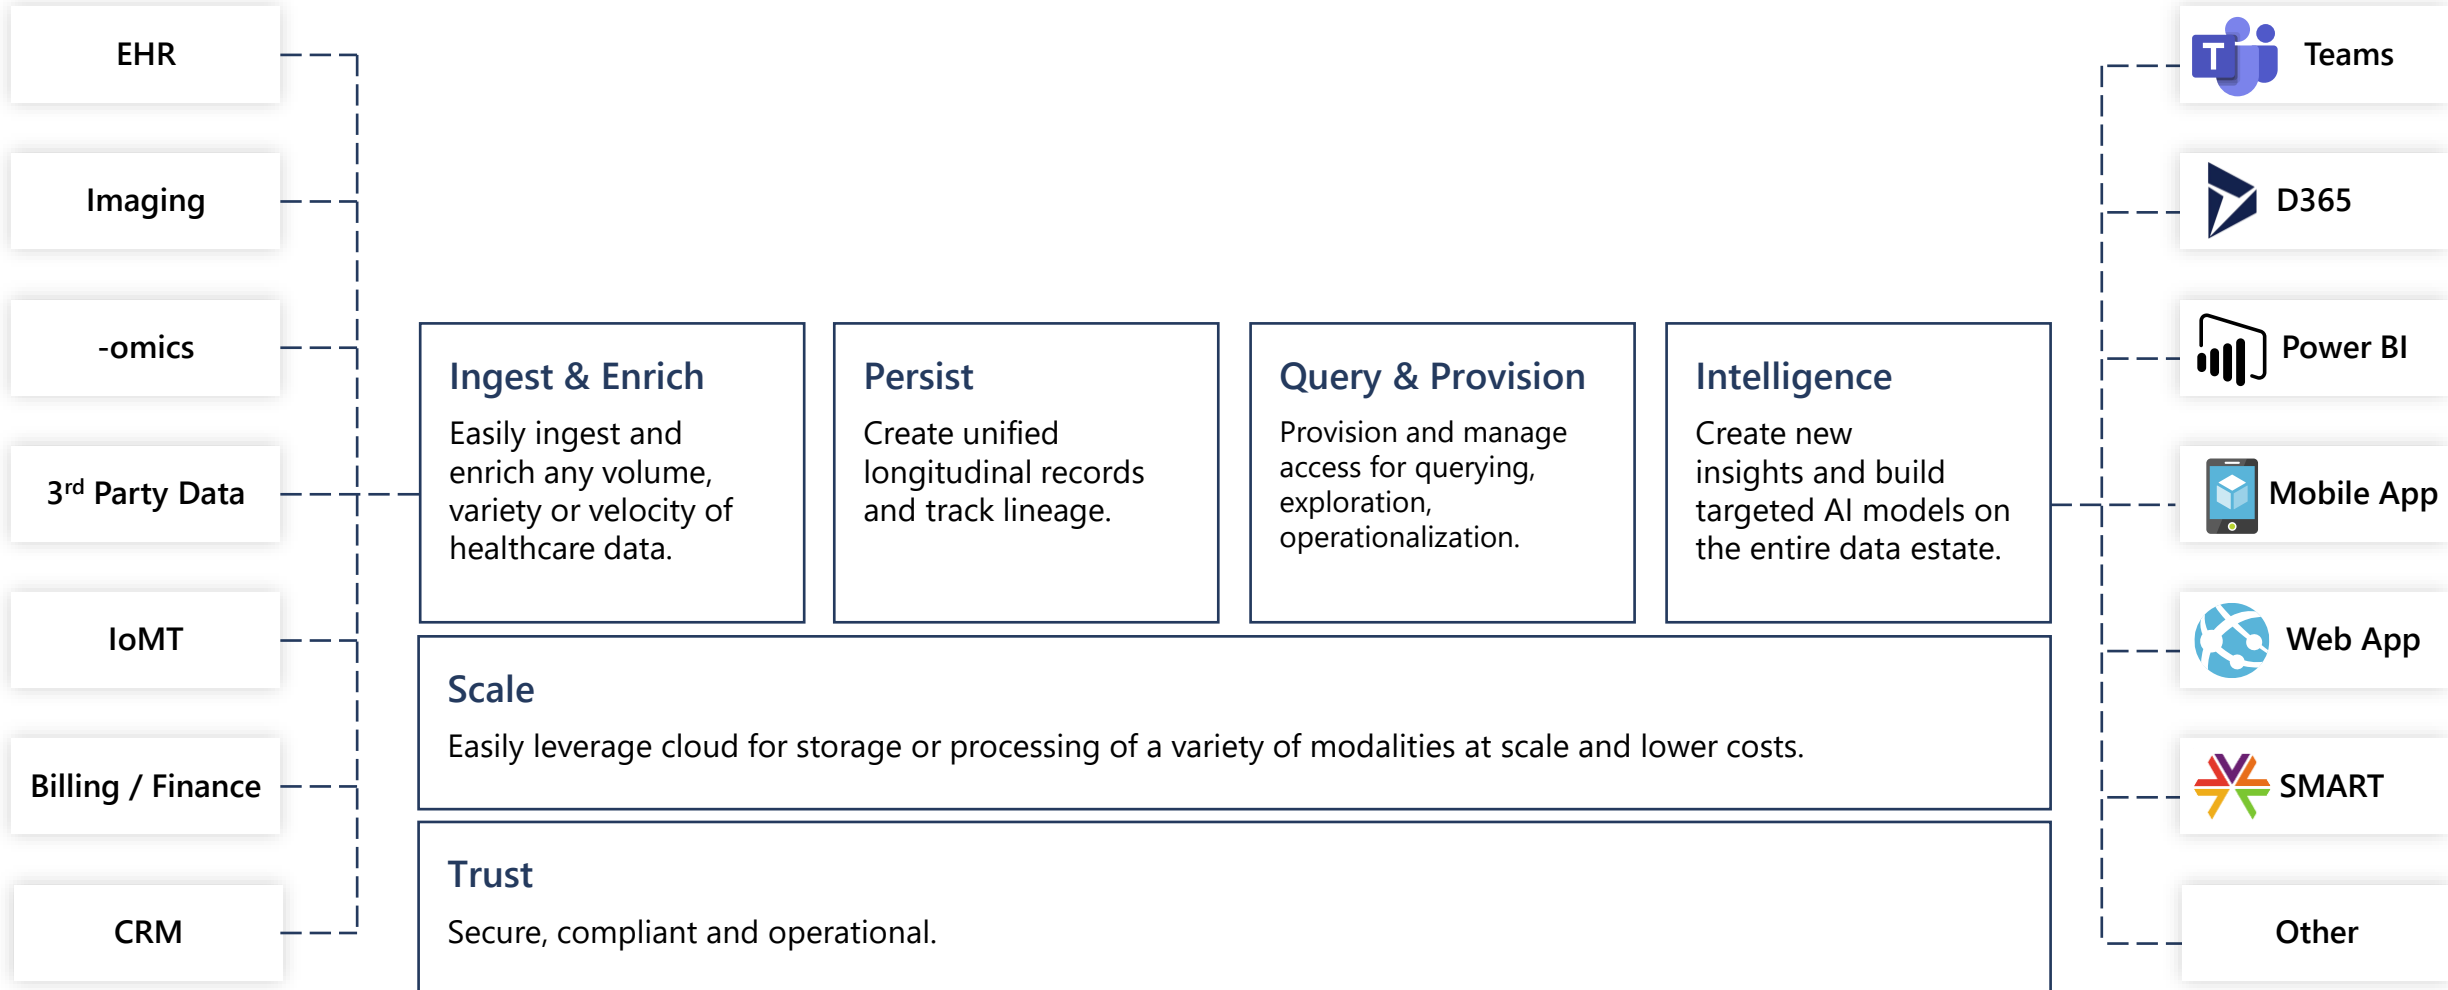 EHR
Imaging
-omics
3rd Party Data
IoMT
Billing / Finance
CRM
Ingest & Enrich
Easily ingest and
enrich any volume,
variety or velocity of
healthcare data.
Persist
Create unified
longitudinal records
and track lineage.
Query & Provision
Provision and manage
access for querying,
exploration,
operationalization.
Intelligence
Create new
insights and build
targeted AI models on
the entire data estate.
Scale
Easily leverage cloud for storage or processing of a variety of modalities at scale and lower costs.
Trust
Secure, compliant and operational.
T
Teams
D365
Power BI
Mobile App
Web App
SMART
Other